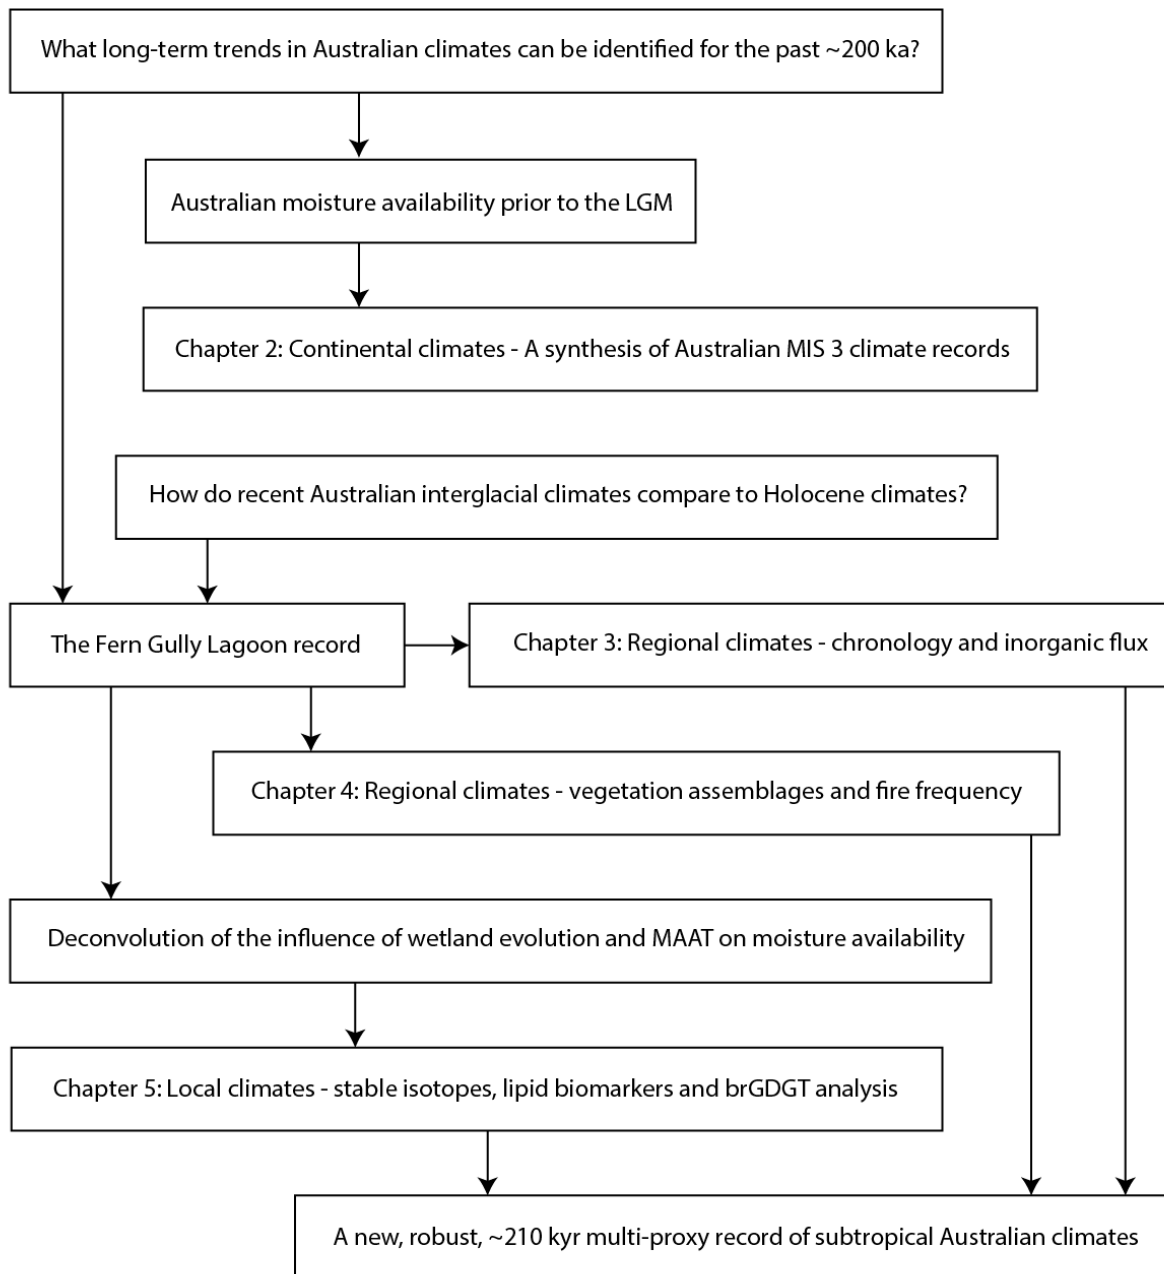 What long-term trends in Australian climates can be identified for the past ~200 ka?
Australian moisture availability prior to the LGM
Chapter 2: Continental climates - A synthesis of Australian MIS 3 climate records
How do recent Australian interglacial climates compare to Holocene climates?
The Fern Gully Lagoon record
Chapter 3: Regional climates - chronology and inorganic flux
Chapter 4: Regional climates - vegetation assemblages and fire frequency
Deconvolution of the influence of wetland evolution and MAAT on moisture availability
Chapter 5: Local climates - stable isotopes, lipid biomarkers and brGDGT analysis
A new, robust, ~210 kyr multi-proxy record of subtropical Australian climates